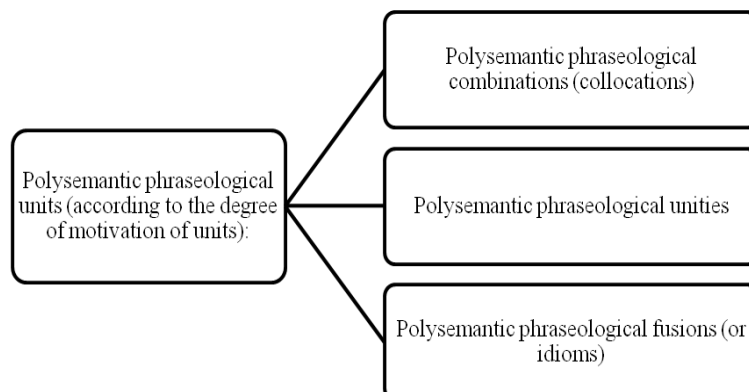 Polysemantic phraseological
units (according to the degree
of motivation of units):
Polysemantic phraseological
combinations (collocations)
Polysemantic phraseological unities
Polysemantic phraseological fusions (or
idioms)